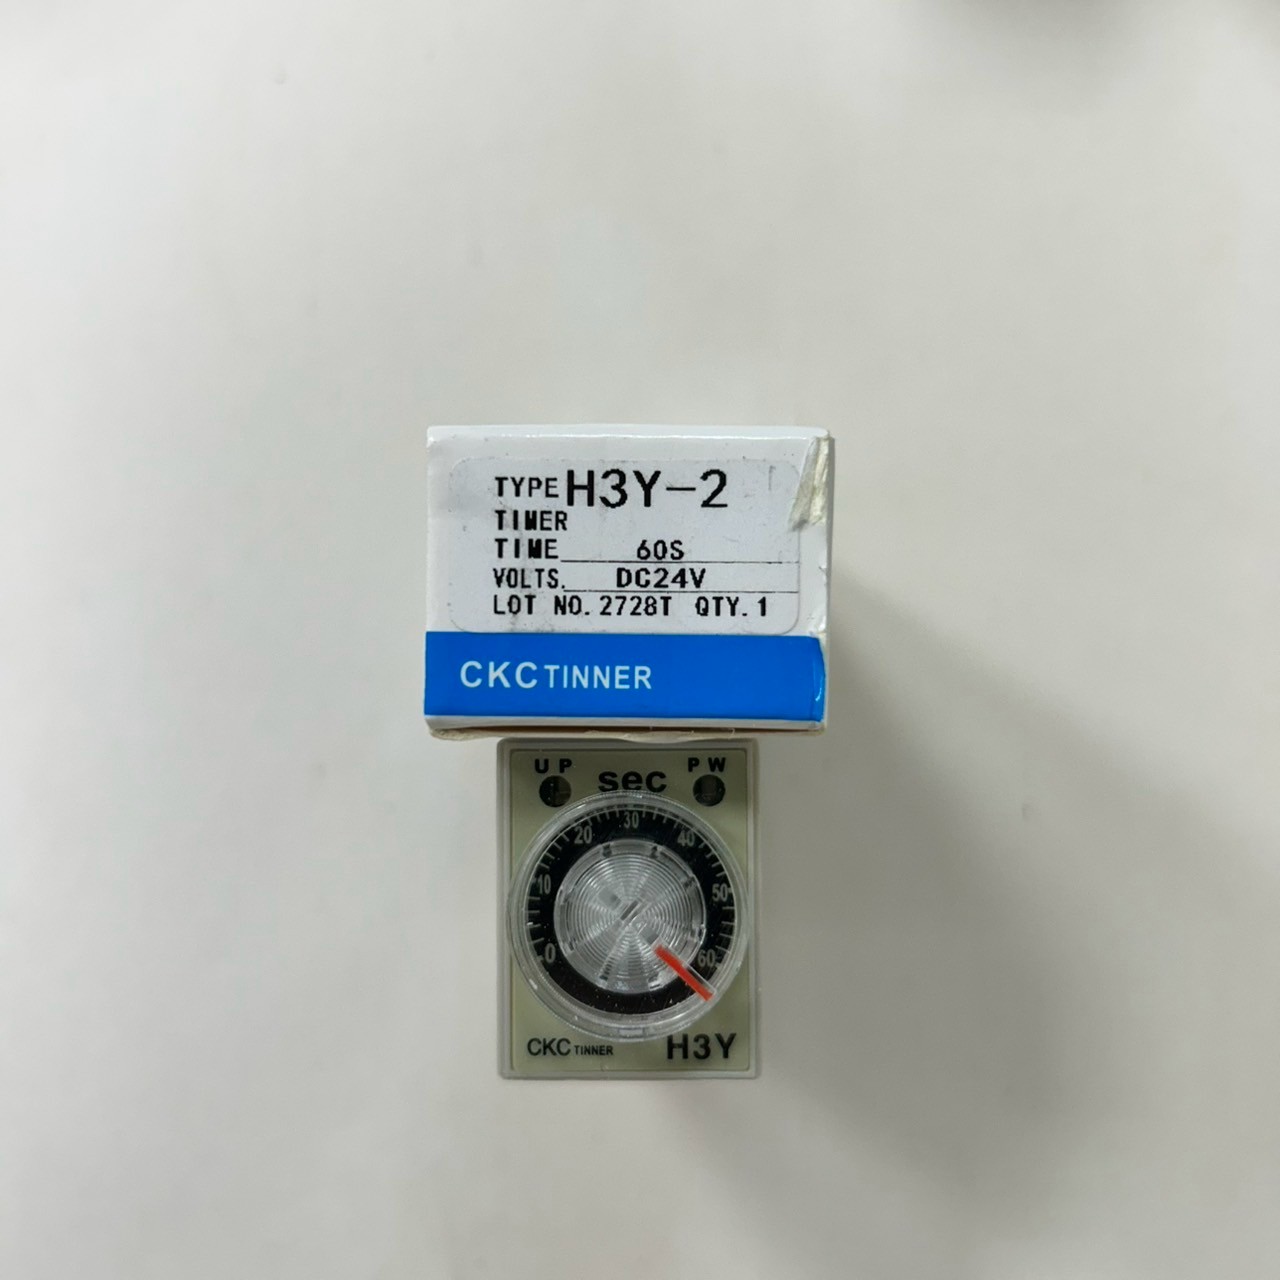 TYPE H3Y-2
TIMER
TIME 60S
VOLTS. DC24V
LOT NO. 2728T QTY. 1
CKC TINNER
UP sec PW
0 10 20 30 40 50 60
CKC TINNER H3Y